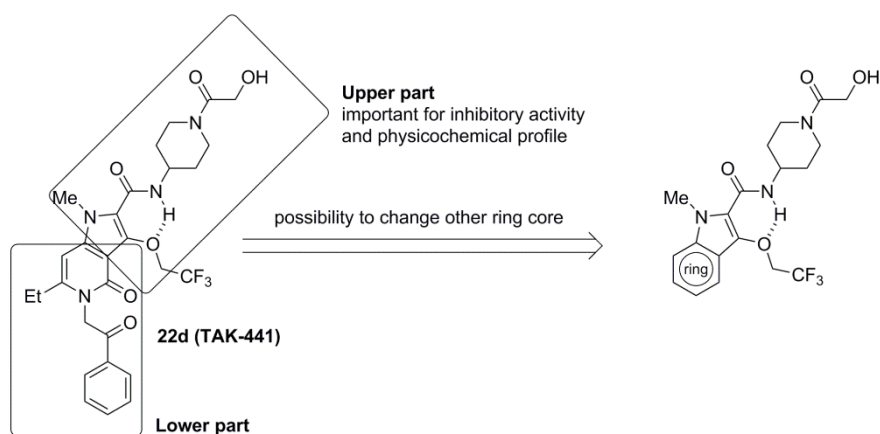 O
OH
N
Upper part
important for inhibitory activity
and physicochemical profile
O
N
H
Me
N
O
CF3
Et
N
O
O
22d (TAK-441)
Lower part
possibility to change other ring core
O
OH
N
O
N
H
Me
N
O
CF3
ring